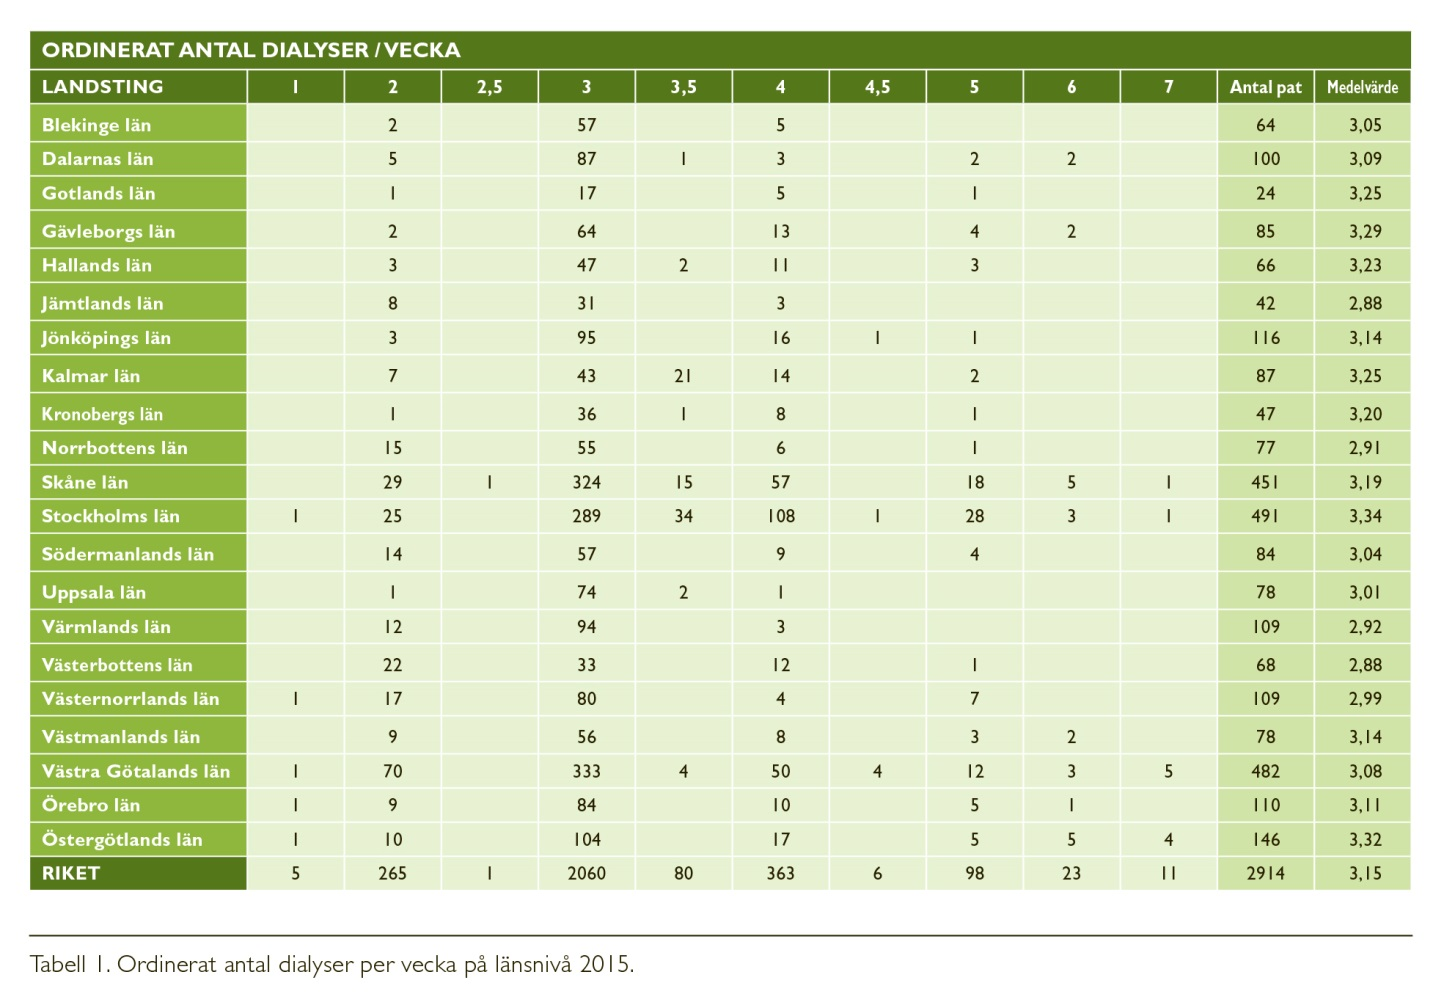 ORDINERAT ANTAL DIALYSER / VECKA
LANDSTING 1 2 2,5 3 3,5 4 4,5 5 6 7 Antal pat Medelvärde
Blekinge län 2 57 5 64 3,05
Dalarnas län 5 87 1 3 2 2 100 3,09
Gotlands län 1 17 5 1 24 3,25
Gävleborgs län 2 64 13 4 2 85 3,29
Hallands län 3 47 2 11 3 66 3,23
Jämtlands län 8 31 3 42 2,88
Jönköpings län 3 95 16 1 1 116 3,14
Kalmar län 7 43 21 14 2 87 3,25
Kronobergs län 1 36 1 8 1 47 3,20
Norrbottens län 15 55 6 1 77 2,91
Skåne län 29 1 324 15 57 18 5 1 451 3,19
Stockholms län 1 25 289 34 108 1 28 3 1 491 3,34
Södermanlands län 14 57 9 4 84 3,04
Uppsala län 1 74 2 1 78 3,01
Värmlands län 12 94 3 109 2,92
Västerbottens län 22 33 12 1 68 2,88
Västernorrlands län 1 17 80 4 7 109 2,99
Västmanlands län 9 56 8 3 2 78 3,14
Västra Götalands län 1 70 333 4 50 4 12 3 5 482 3,08
Örebro län 1 9 84 10 5 1 110 3,11
Östergötlands län 1 10 104 17 5 5 4 146 3,32
RIKET 5 265 1 2060 80 363 6 98 23 11 2914 3,15
Tabell 1. Ordinerat antal dialyser per vecka på länsnivå 2015.